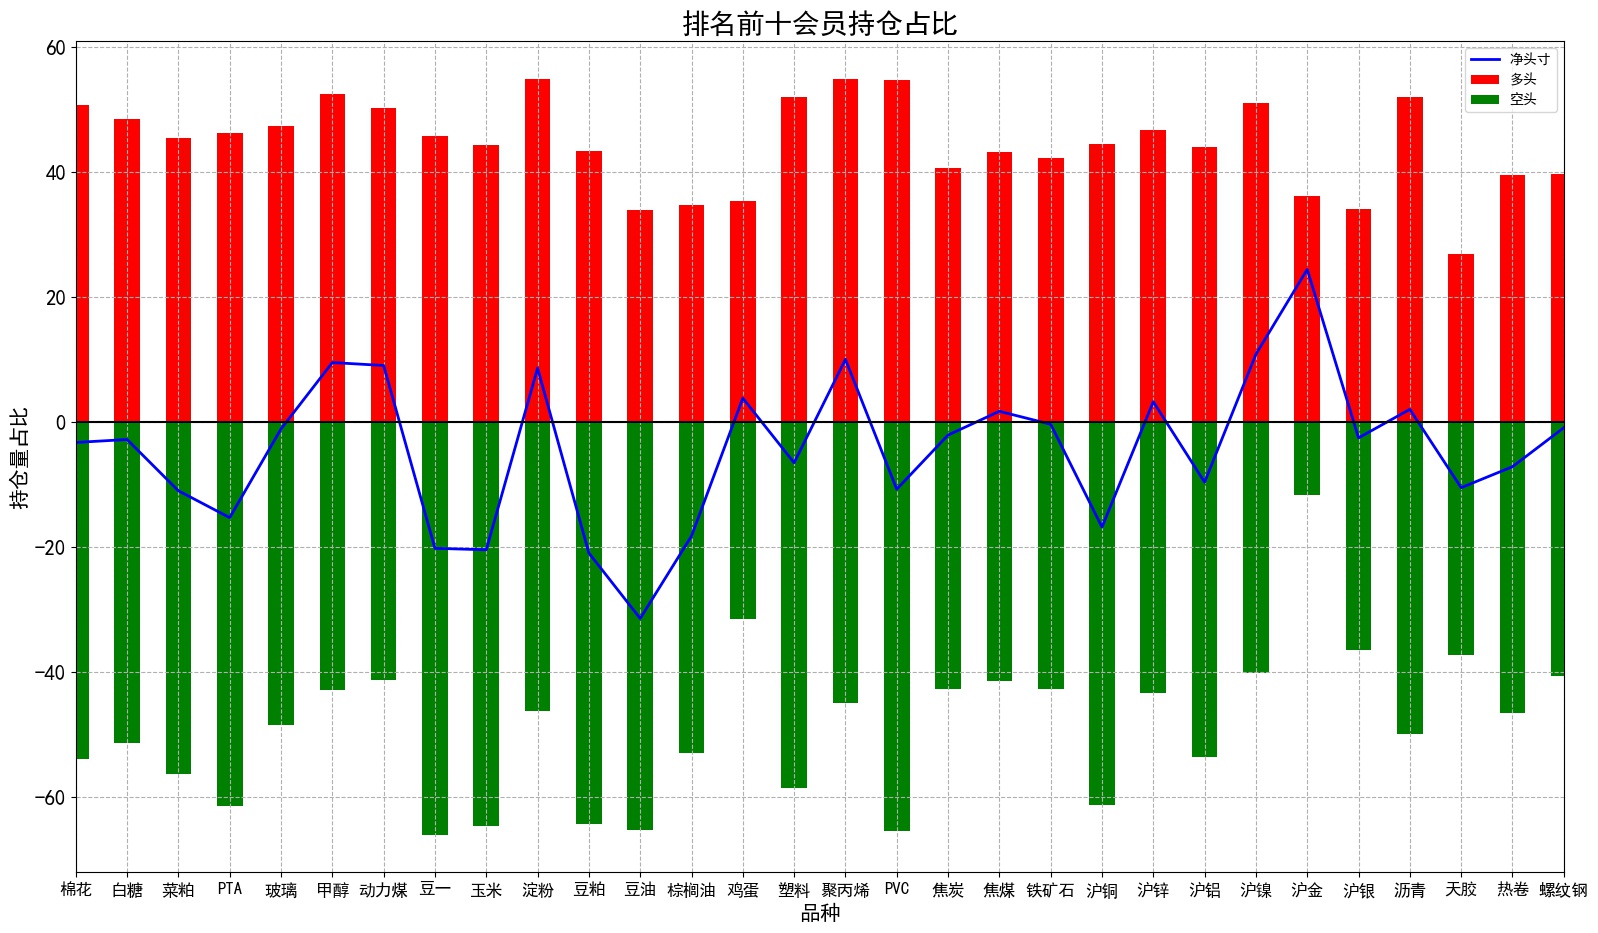 排名前十会员持仓占比
净头寸
多头
空头
60
40
20
0
−20
−40
−60
持仓量占比
棉花 白糖 菜粕 PTA 玻璃 甲醇 动力煤 豆一 玉米 淀粉 豆粕 豆油 棕榈油 鸡蛋 塑料 聚丙烯 PVC 焦炭 焦煤 铁矿石 沪铜 沪锌 沪铝 沪镍 沪金 沪银 沥青 天胶 热卷 螺纹钢
品种